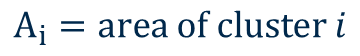 Aᵢ = area of cluster i